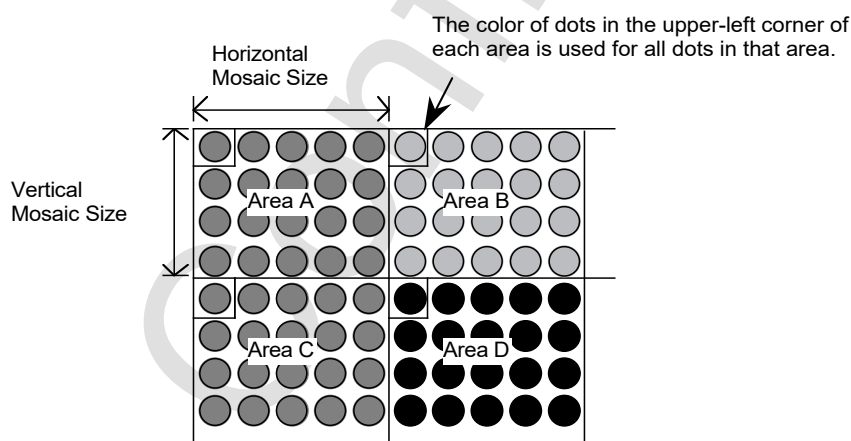 The color of dots in the upper-left corner of
each area is used for all dots in that area.
Horizontal
Mosaic Size
Vertical
Mosaic Size
Area A
Area B
Area C
Area D